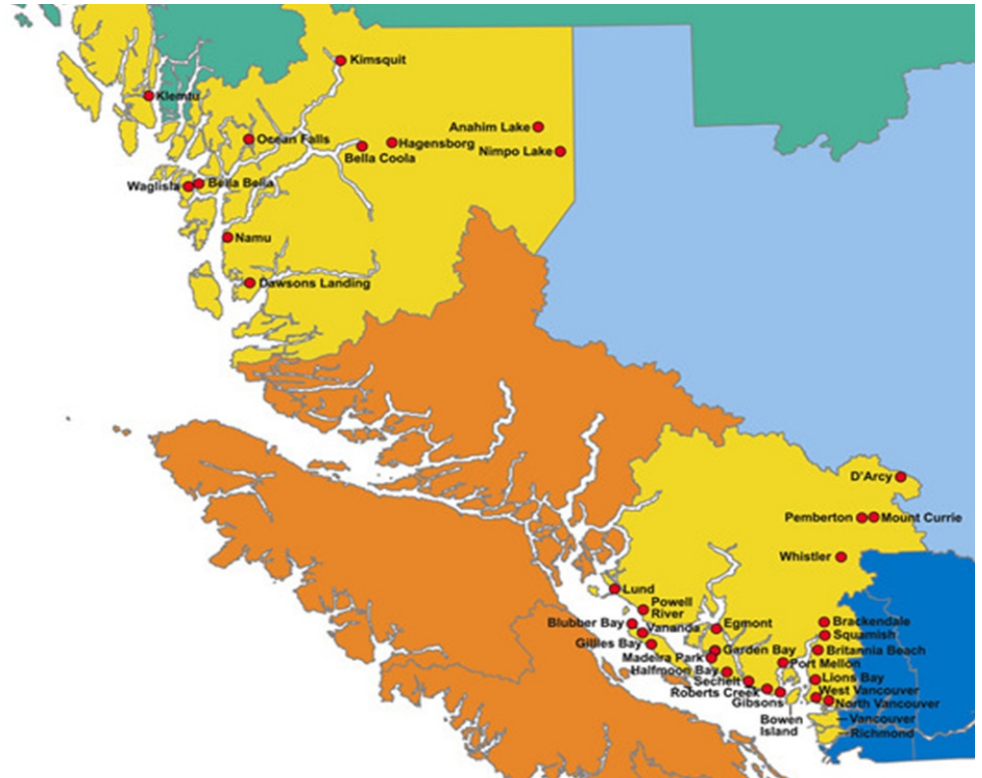 Kimsquit
Klemtu
Anahim Lake
Ocean Falls
Hagensborg
Bella Coola
Nimpo Lake
Waglisla
Bella Bella
Namu
Dawsons Landing
D'Arcy
Pemberton
Mount Currie
Whistler
Lund
Powell
River
Blubber Bay
Vananda
Egmont
Brackendale
Squamish
Gillies Bay
Garden Bay
Britannia Beach
Madeira Park
Port Mellon
Halfmoon Bay
Sechelt
Lions Bay
Roberts Creek
West Vancouver
Gibsons
North Vancouver
Bowen
Island
Vancouver
Richmond